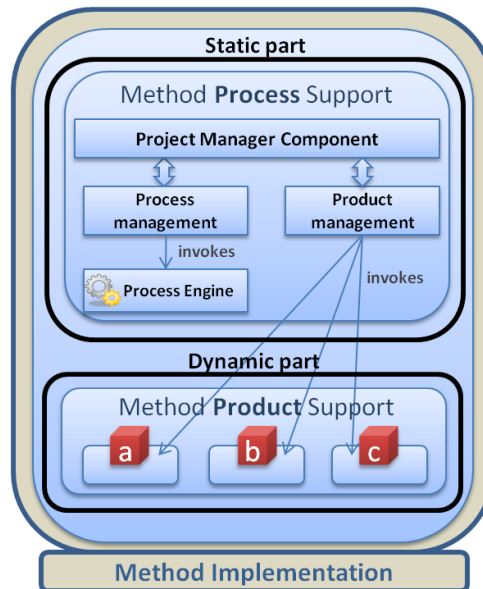 Static part
Method Process Support
Project Manager Component
Process
management
Product
management
invokes
invokes
Process Engine
Dynamic part
Method Product Support
a
b
c
Method Implementation